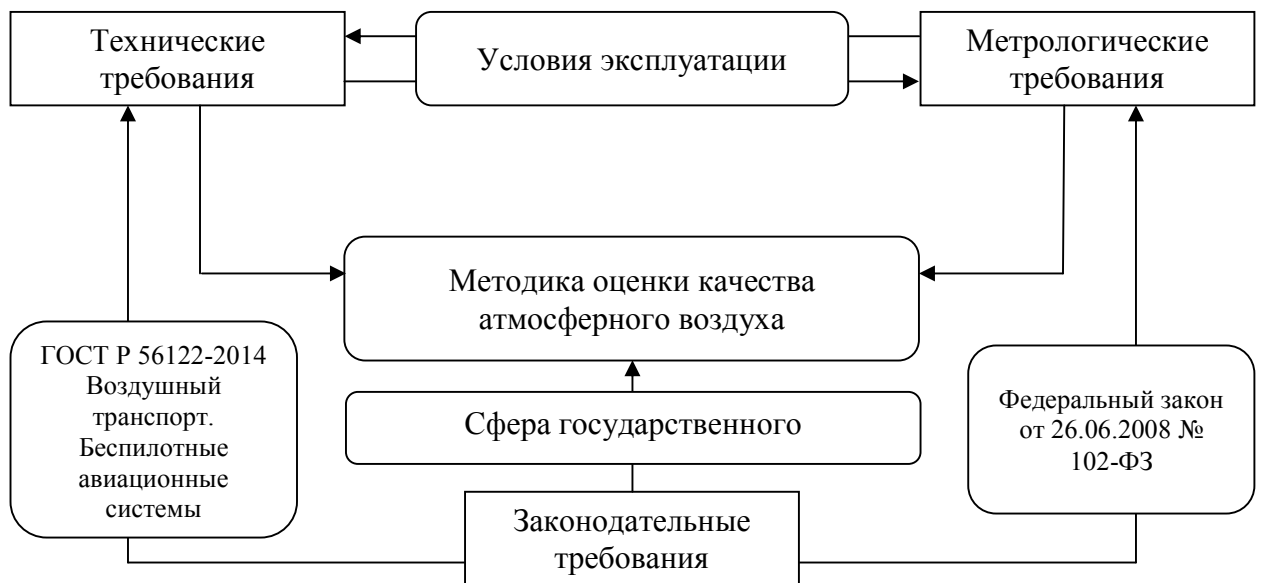 Технические
требования
Условия эксплуатации
Метрологические
требования
Методика оценки качества
атмосферного воздуха
ГОСТ Р 56122-2014
Воздушный
транспорт.
Беспилотные
авиационные
системы
Сфера государственного
Федеральный закон
от 26.06.2008 №
102-ФЗ
Законодательные
требования